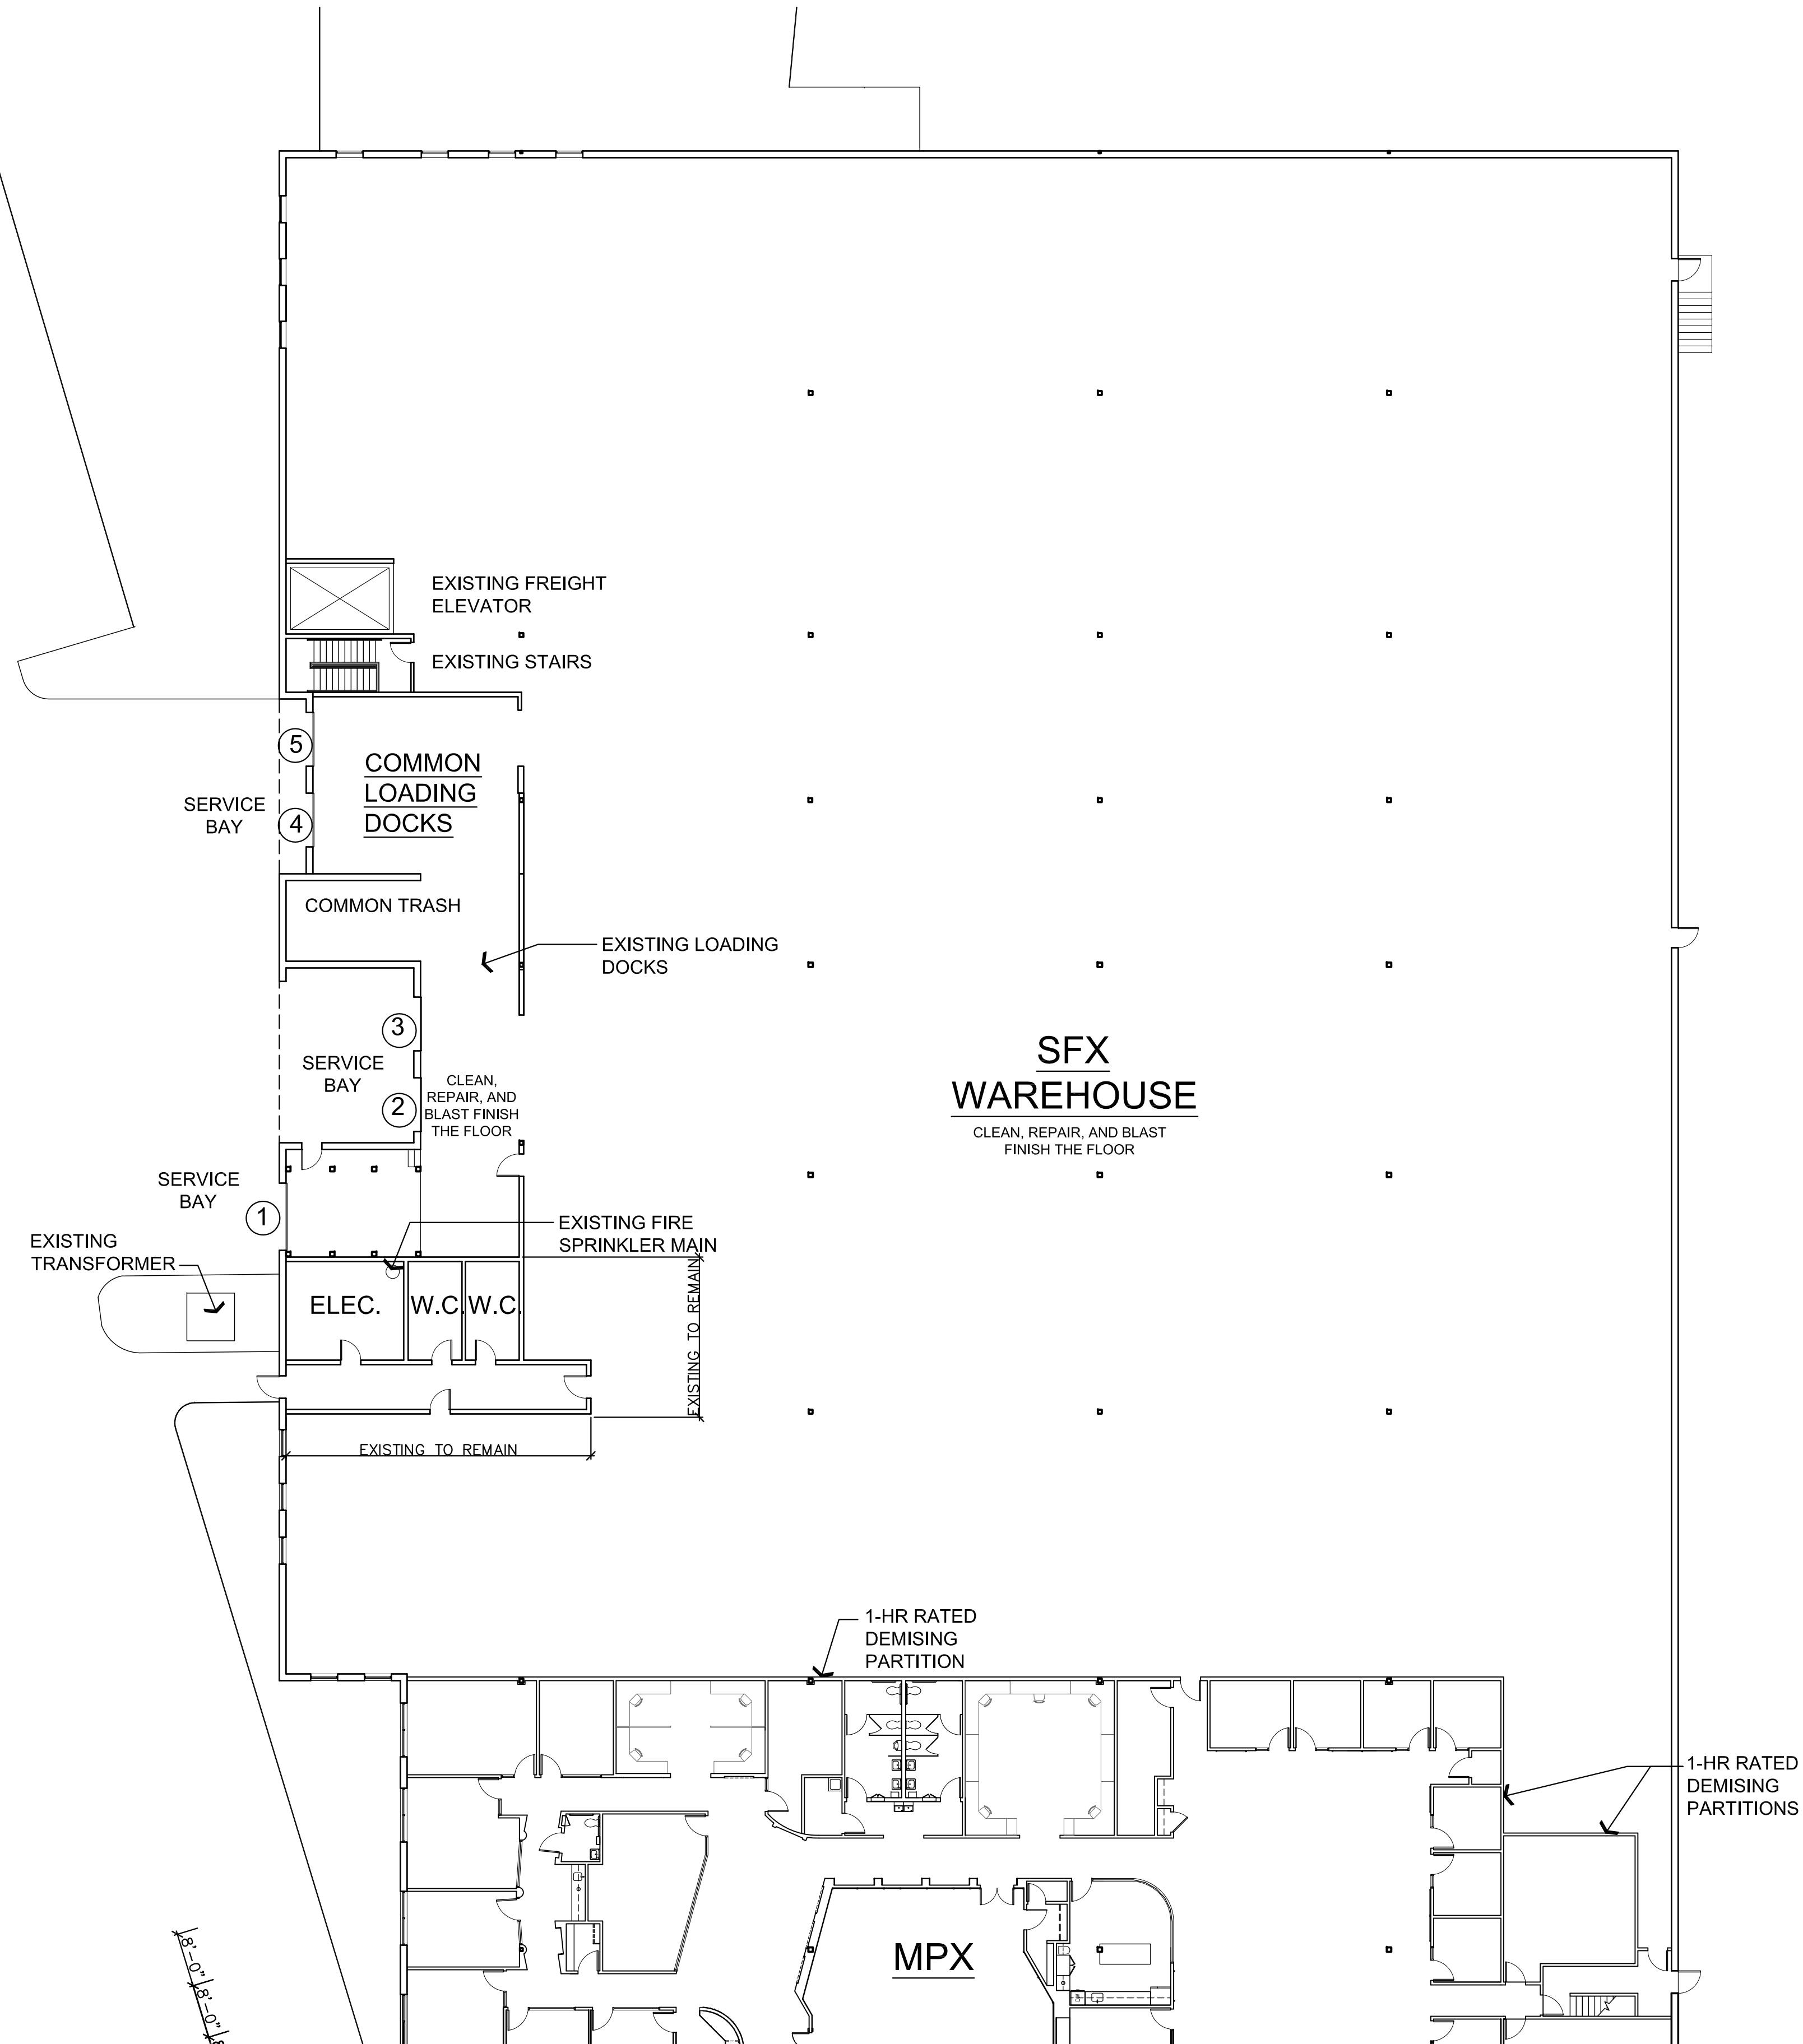 EXISTING FREIGHT
ELEVATOR
EXISTING STAIRS
5
COMMON
LOADING
DOCKS
SERVICE
BAY
4
COMMON TRASH
EXISTING LOADING
DOCKS
3
SERVICE
BAY
2
CLEAN,
REPAIR, AND
BLAST FINISH
THE FLOOR
SFX
WAREHOUSE
CLEAN, REPAIR, AND BLAST
FINISH THE FLOOR
SERVICE
BAY
1
EXISTING
TRANSFORMER
EXISTING FIRE
SPRINKLER MAIN
ELEC.
W.C.
W.C.
EXISTING TO REMAIN
EXISTING TO REMAIN
1-HR RATED
DEMISING
PARTITION
1-HR RATED
DEMISING
PARTITIONS
MPX
8'-0"
8'-0"